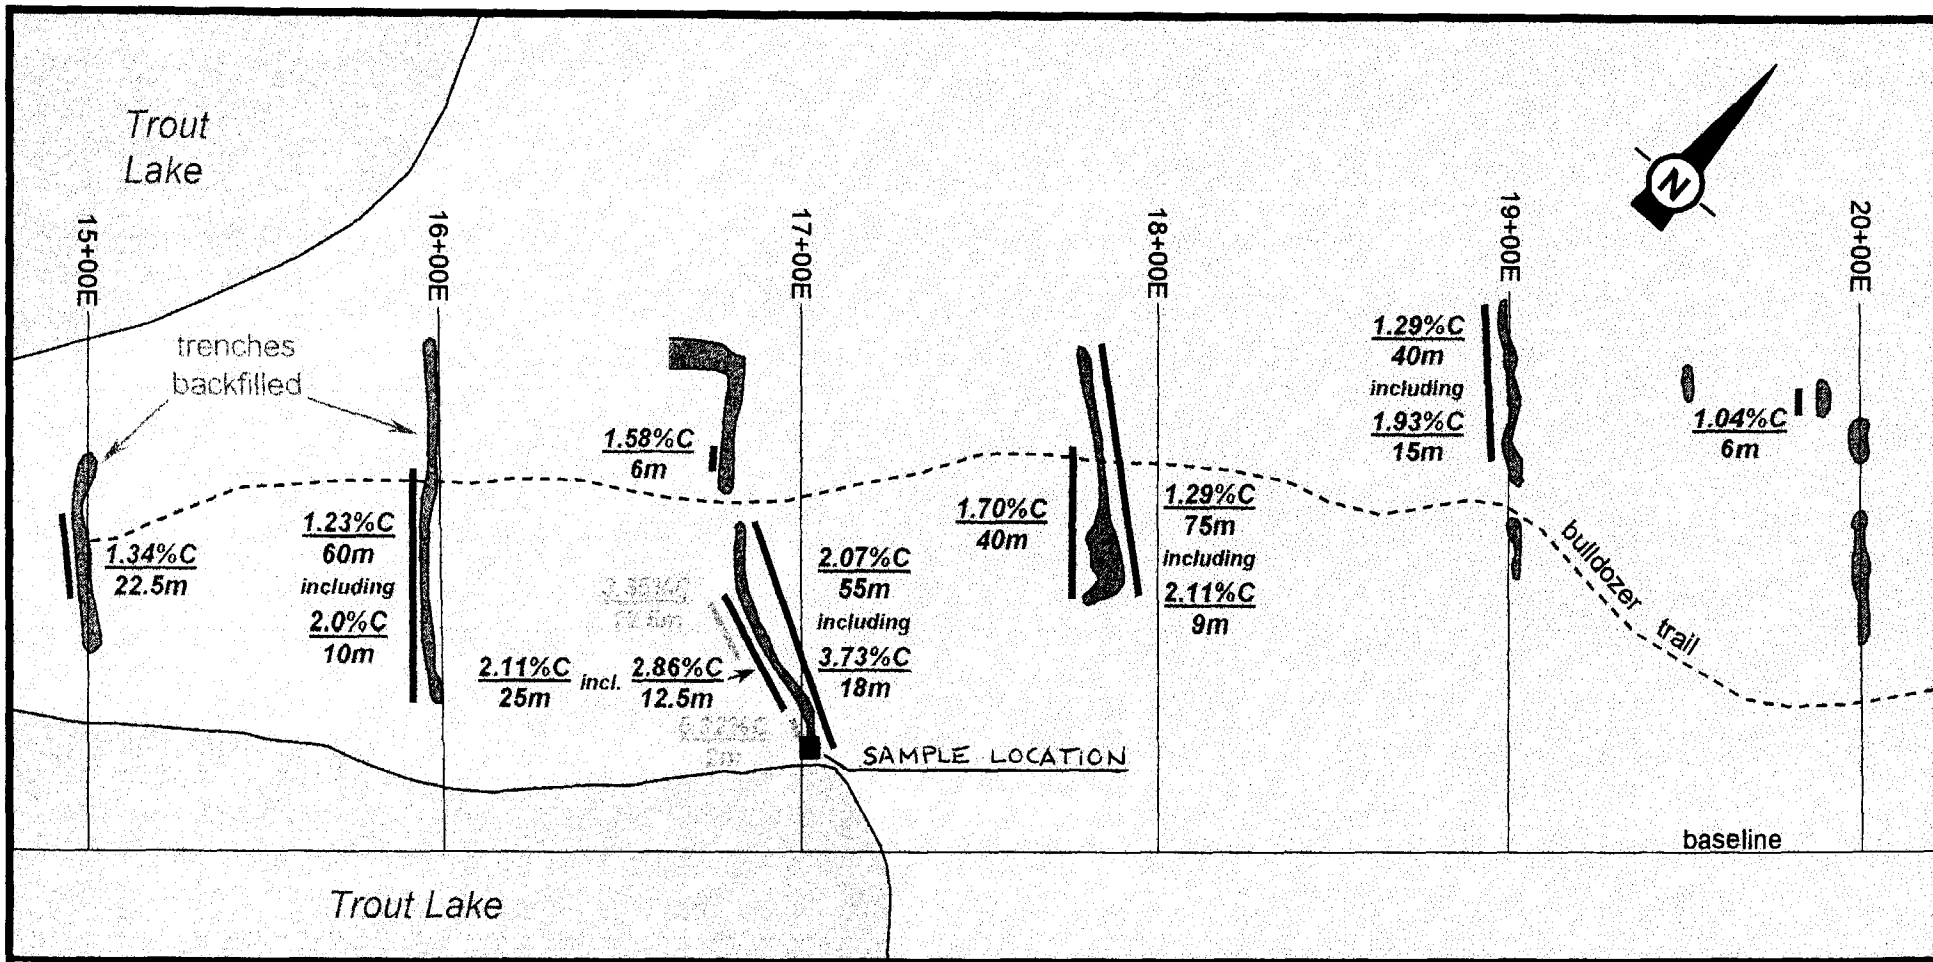 Trout
Lake
N
15+00E
16+00E
17+00E
18+00E
19+00E
20+00E
trenches
backfilled
1.34%C
22.5m
1.23%C
60m
including
2.0%C
10m
1.58%C
6m
2.11%C
25m
incl.
2.86%C
12.5m
2.07%C
55m
including
3.73%C
18m
1.70%C
40m
1.29%C
75m
including
2.11%C
9m
1.29%C
40m
including
1.93%C
15m
1.04%C
6m
bulldozer
trail
SAMPLE LOCATION
baseline
Trout Lake